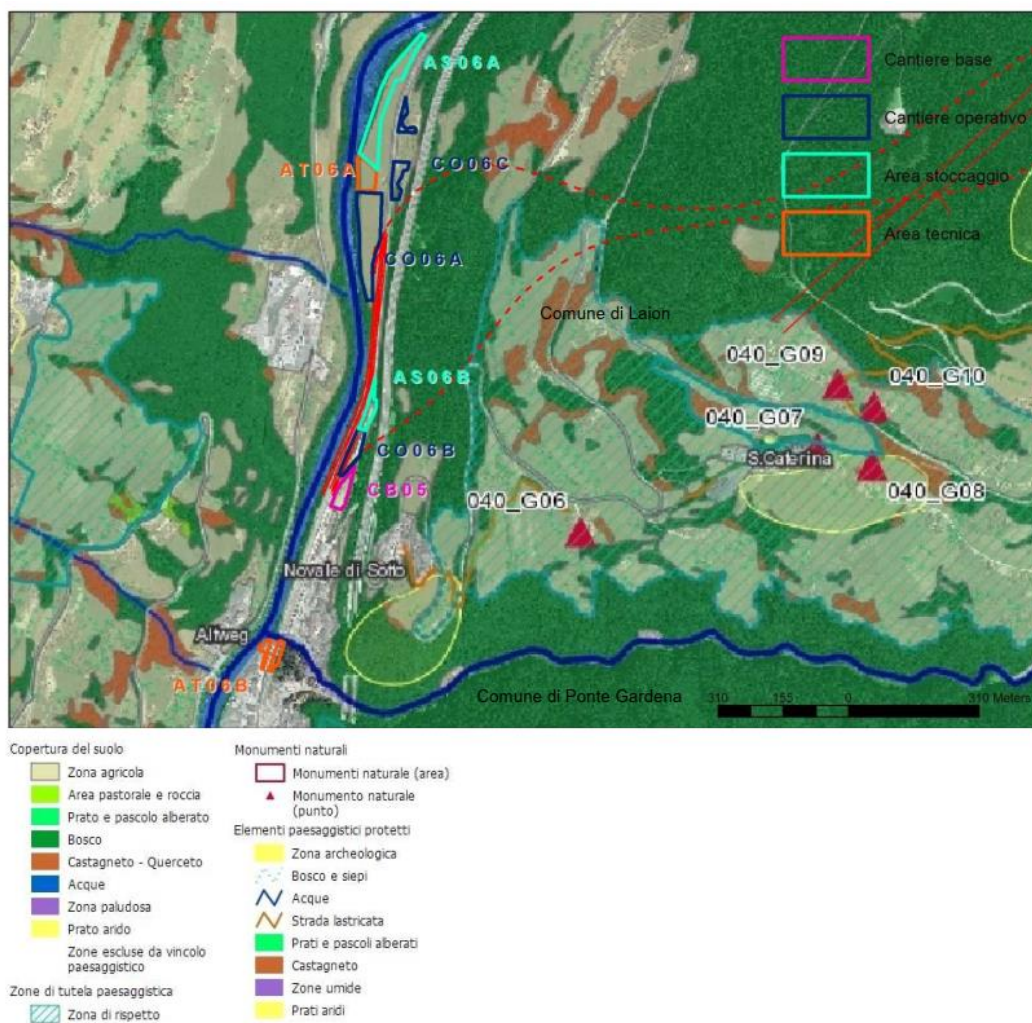 AS06A
Cantiere base
Cantiere operativo
AT06A
CO06C
Area stoccaggio
Area tecnica
CO06A
Comune di Laion
040_G09
040_G10
AS06B
040_G07
CO06B
S.Caterina
CB05
040_G06
040_G08
Novale di Sotto
Altweg
AT06B
Comune di Ponte Gardena
310 155 0 310 Meters
Copertura del suolo
Zona agricola
Area pastorale e roccia
Prato e pascolo alberato
Bosco
Castagneto - Querceto
Acque
Zona paludosa
Prato arido
Zone escluse da vincolo
paesaggistico
Zone di tutela paesaggistica
Zona di rispetto
Monumenti naturali
Monumenti naturale (area)
Monumento naturale
(punto)
Elementi paesaggistici protetti
Zona archeologica
Bosco e siepi
Acque
Strada lastricata
Prati e pascoli alberati
Castagneto
Zone umide
Prati aridi